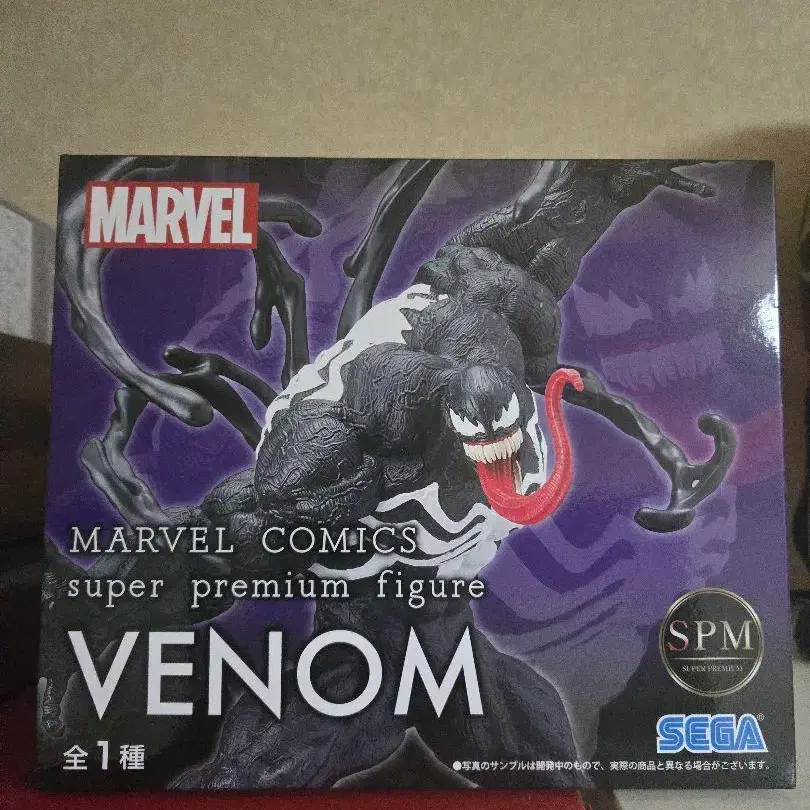 MARVEL
MARVEL COMICS
super premium figure
VENOM
全1種
SPM
SUPER PREMIUM
SEGA®
●写真のサンプルは開発中のもので、実際の商品と異なる場合がございます。